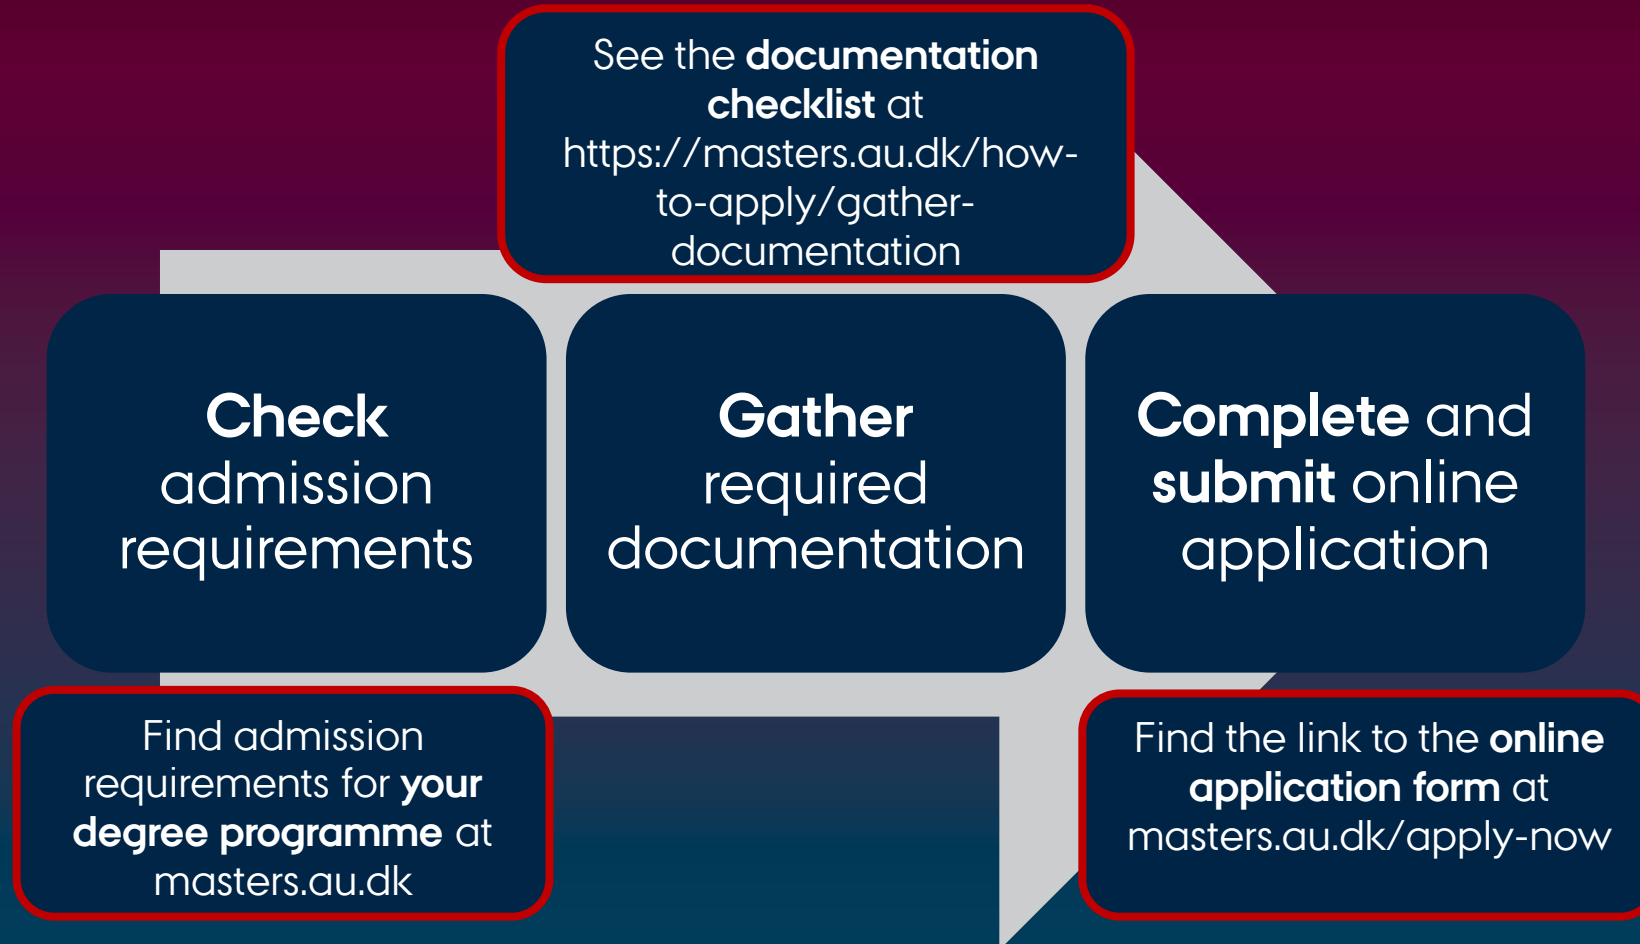 See the documentation
checklist at
https://masters.au.dk/how-
to-apply/gather-
documentation
Check
admission
requirements
Gather
required
documentation
Complete and
submit online
application
Find admission
requirements for your
degree programme at
masters.au.dk
Find the link to the online
application form at
masters.au.dk/apply-now